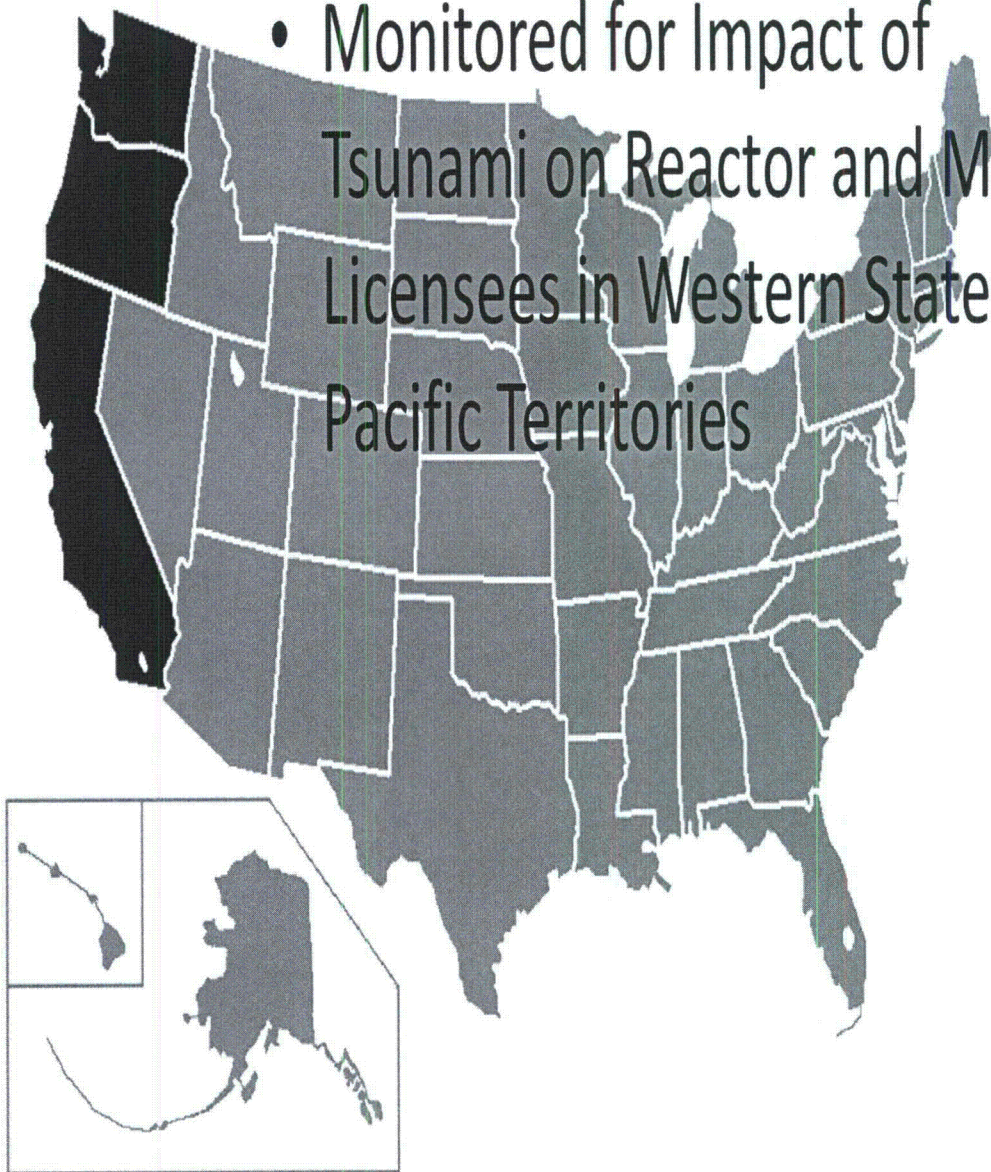 • Monitored for Impact of
Tsunami on Reactor and M
Licensees in Western State
Pacific Territories